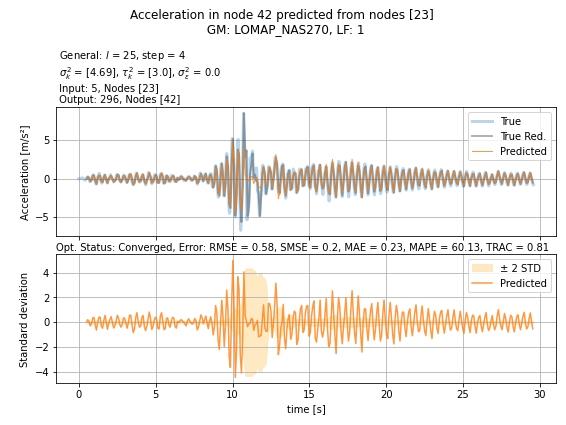 Acceleration in node 42 predicted from nodes [23]
GM: LOMAP_NAS270, LF: 1
General: l = 25, step = 4
σ²ₖ = [4.69], τ²ₖ = [3.0], σ²ε = 0.0
Input: 5, Nodes [23]
Output: 296, Nodes [42]
Acceleration [m/s²]
5
0
−5
True
True Red.
Predicted
Opt. Status: Converged, Error: RMSE = 0.58, SMSE = 0.2, MAE = 0.23, MAPE = 60.13, TRAC = 0.81
Standard deviation
4
2
0
−2
−4
± 2 STD
Predicted
0 5 10 15 20 25 30
time [s]